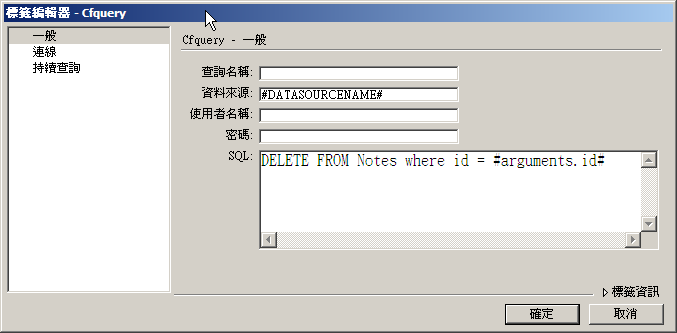 標籤編輯器 - Cfquery
一般
連線
持續查詢
Cfquery - 一般
查詢名稱:
資料來源: #DATASOURCENAME#
使用者名稱:
密碼:
SQL: DELETE FROM Notes where id = #arguments.id#
標籤資訊
確定 取消